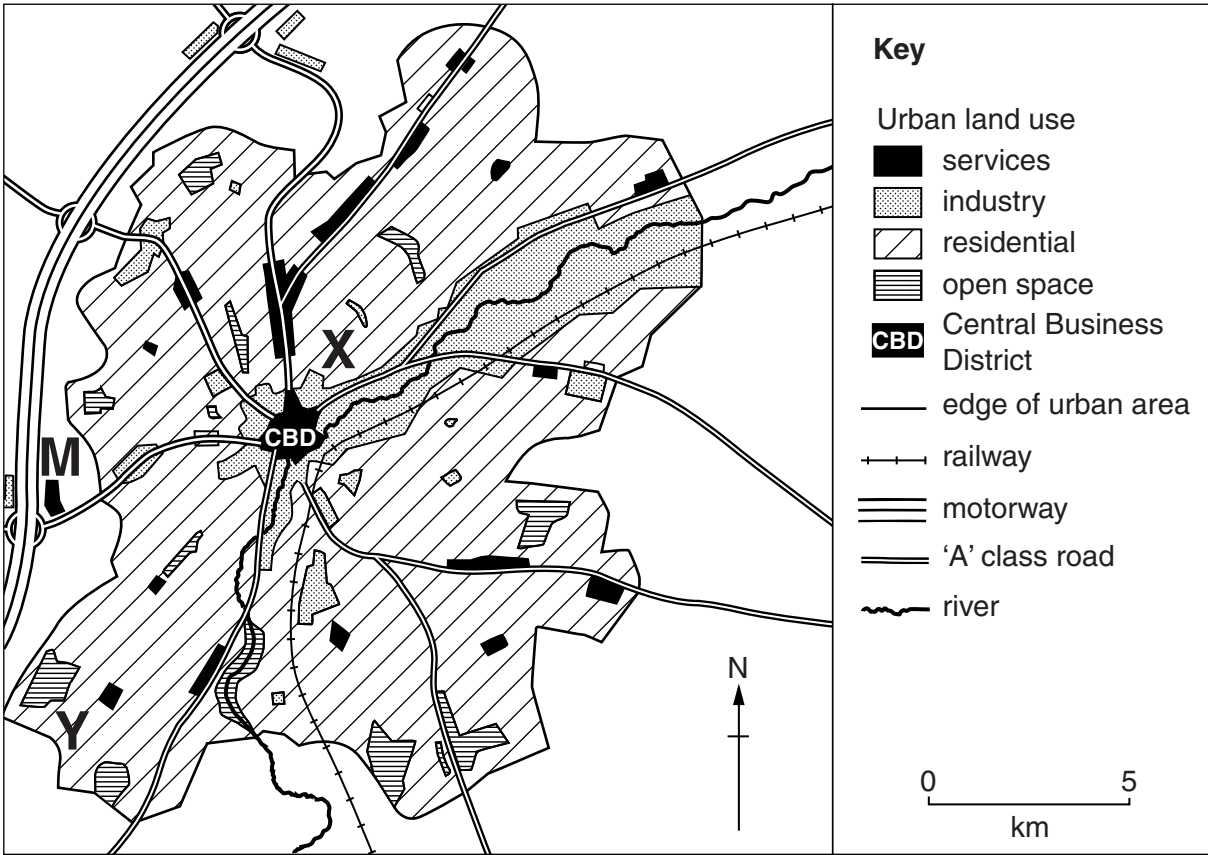 X
CBD
M
Y
N
Key
Urban land use
services
industry
residential
open space
CBD
Central Business
District
edge of urban area
railway
motorway
‘A’ class road
river
0 5
km